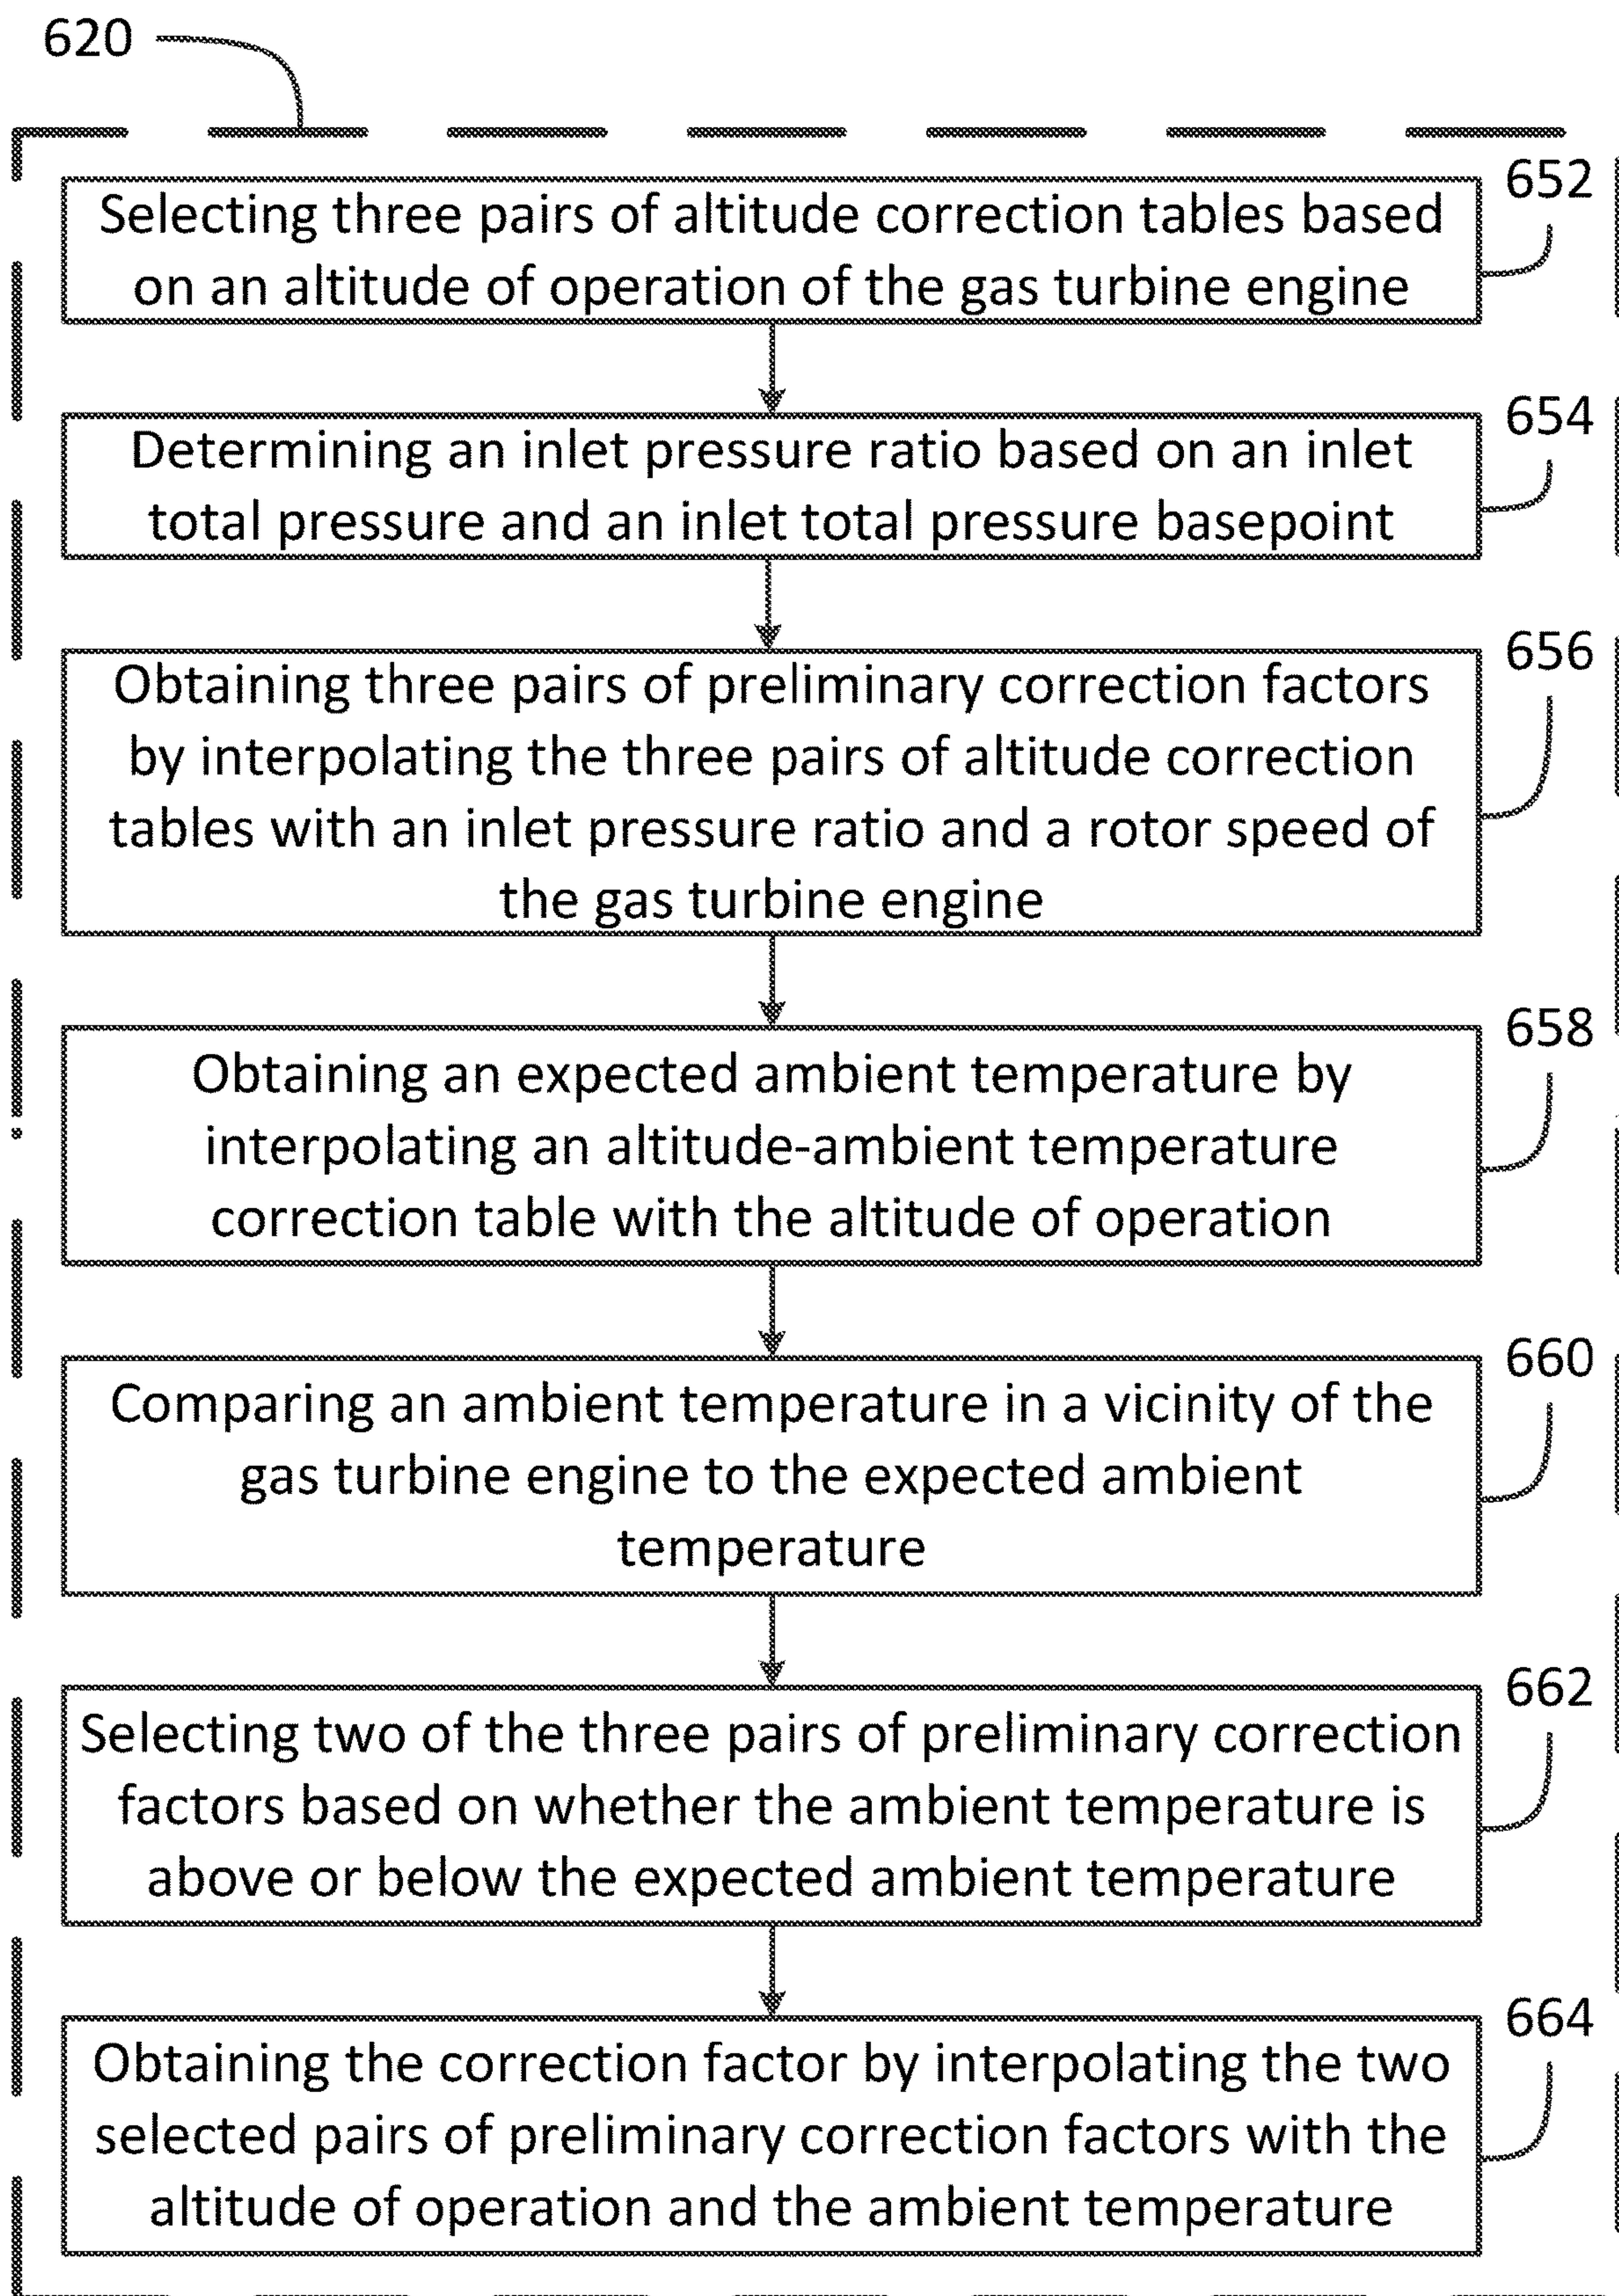 620
652
Selecting three pairs of altitude correction tables based
on an altitude of operation of the gas turbine engine
654
Determining an inlet pressure ratio based on an inlet
total pressure and an inlet total pressure basepoint
656
Obtaining three pairs of preliminary correction factors
by interpolating the three pairs of altitude correction
tables with an inlet pressure ratio and a rotor speed of
the gas turbine engine
658
Obtaining an expected ambient temperature by
interpolating an altitude-ambient temperature
correction table with the altitude of operation
660
Comparing an ambient temperature in a vicinity of the
gas turbine engine to the expected ambient
temperature
662
Selecting two of the three pairs of preliminary correction
factors based on whether the ambient temperature is
above or below the expected ambient temperature
664
Obtaining the correction factor by interpolating the two
selected pairs of preliminary correction factors with the
altitude of operation and the ambient temperature